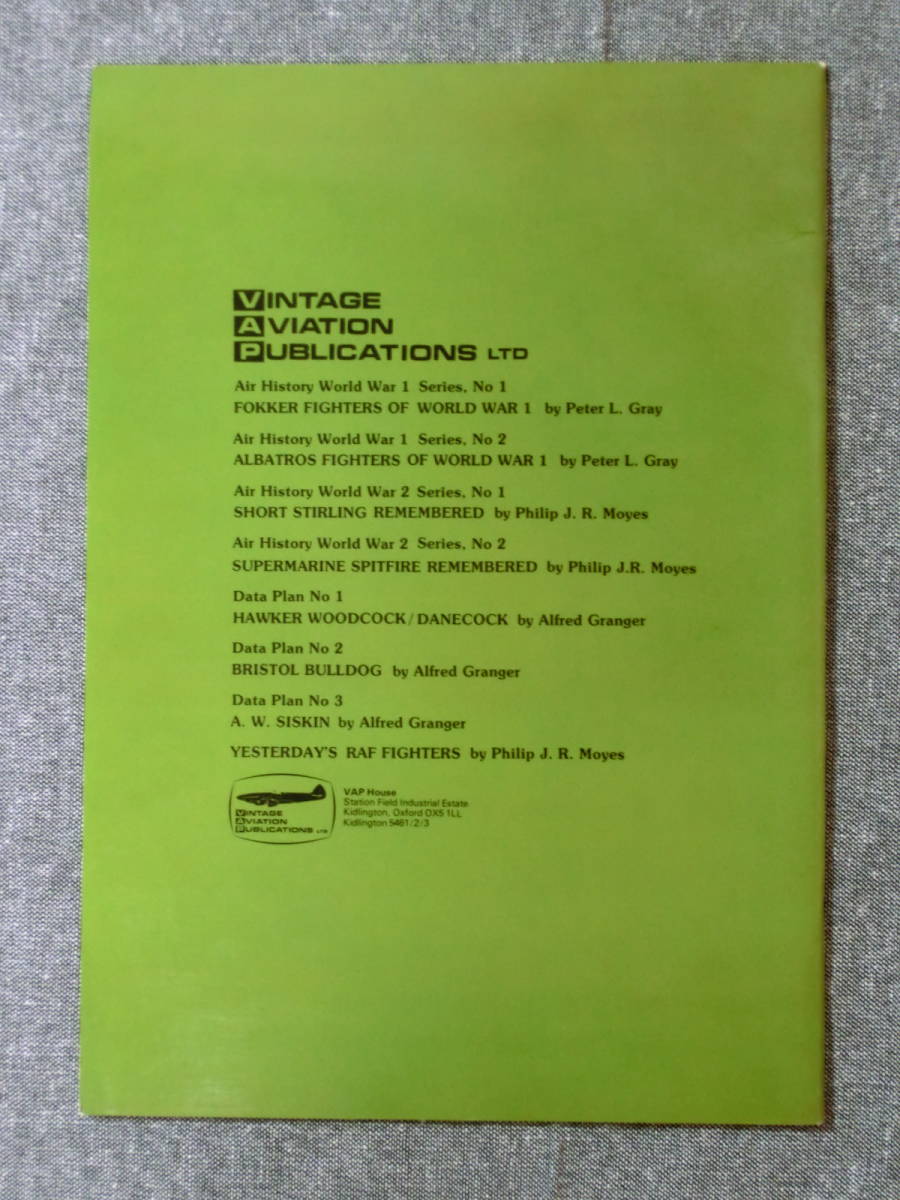 VINTAGE
AVIATION
PUBLICATIONS LTD
Air History World War 1 Series, No 1
FOKKER FIGHTERS OF WORLD WAR 1 by Peter L. Gray
Air History World War 1 Series, No 2
ALBATROS FIGHTERS OF WORLD WAR 1 by Peter L. Gray
Air History World War 2 Series, No 1
SHORT STIRLING REMEMBERED by Philip J. R. Moyes
Air History World War 2 Series, No 2
SUPERMARINE SPITFIRE REMEMBERED by Philip J.R. Moyes
Data Plan No 1
HAWKER WOODCOCK/DANECOCK by Alfred Granger
Data Plan No 2
BRISTOL BULLDOG by Alfred Granger
Data Plan No 3
A. W. SISKIN by Alfred Granger
YESTERDAY'S RAF FIGHTERS by Philip J. R. Moyes
VINTAGE
AVIATION
PUBLICATIONS LTD
VAP House
Station Field Industrial Estate
Kidlington, Oxford OX5 1LL
Kidlington 5461/2/3